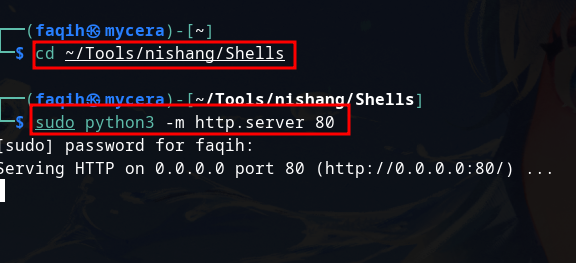 ┌──(faqih㉿mycera)-[~]
└─$ cd ~/Tools/nishang/Shells
┌──(faqih㉿mycera)-[~/Tools/nishang/Shells]
└─$ sudo python3 -m http.server 80
[sudo] password for faqih:
Serving HTTP on 0.0.0.0 port 80 (http://0.0.0.0:80/) ...